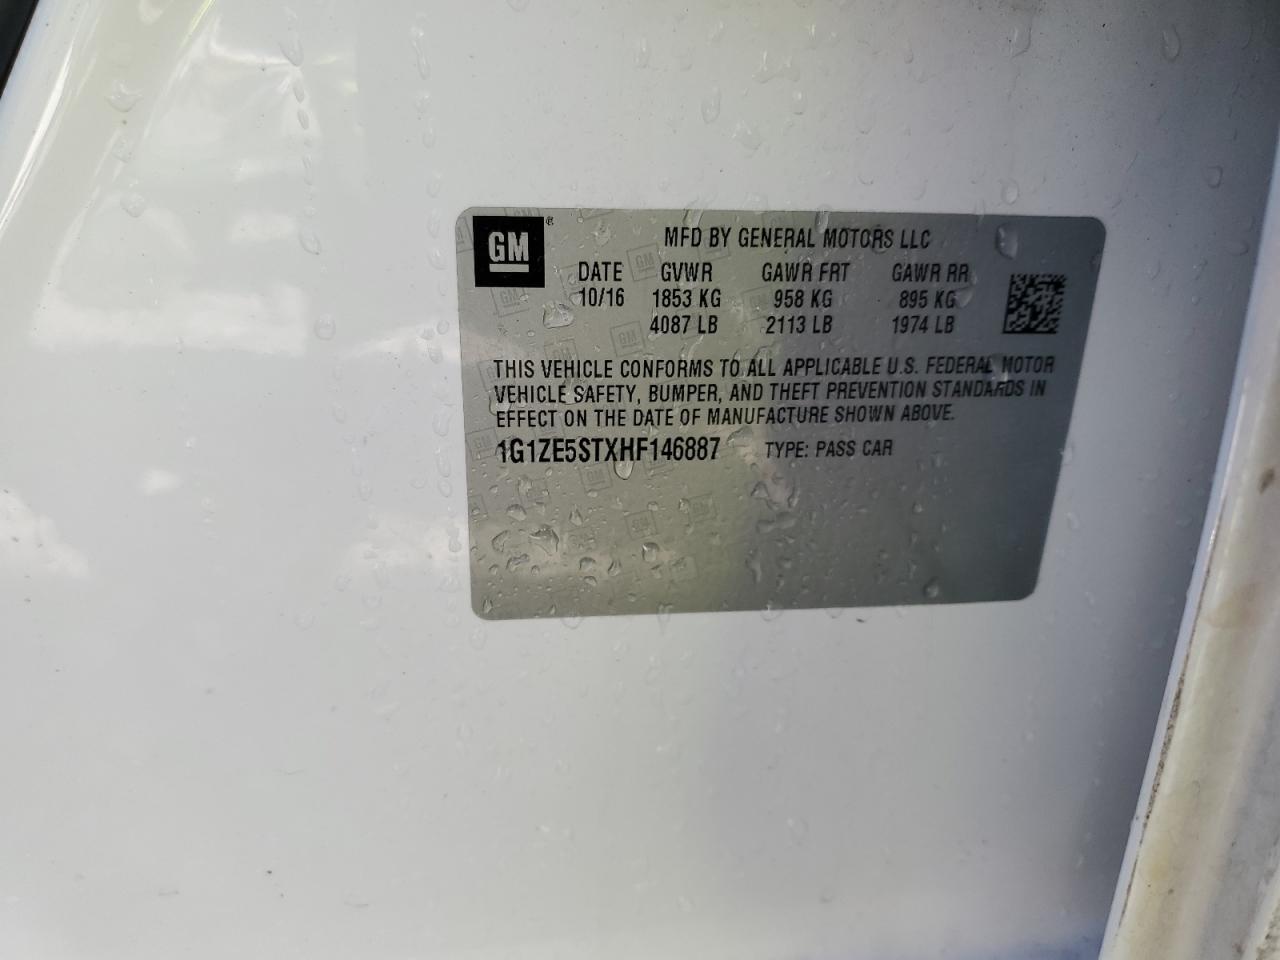 GM ®
MFD BY GENERAL MOTORS LLC
DATE GVWR GAWR FRT GAWR RR
10/16 1853 KG 958 KG 895 KG
4087 LB 2113 LB 1974 LB
THIS VEHICLE CONFORMS TO ALL APPLICABLE U.S. FEDERAL MOTOR
VEHICLE SAFETY, BUMPER, AND THEFT PREVENTION STANDARDS IN
EFFECT ON THE DATE OF MANUFACTURE SHOWN ABOVE.
1G1ZE5STXHF146887 TYPE: PASS CAR